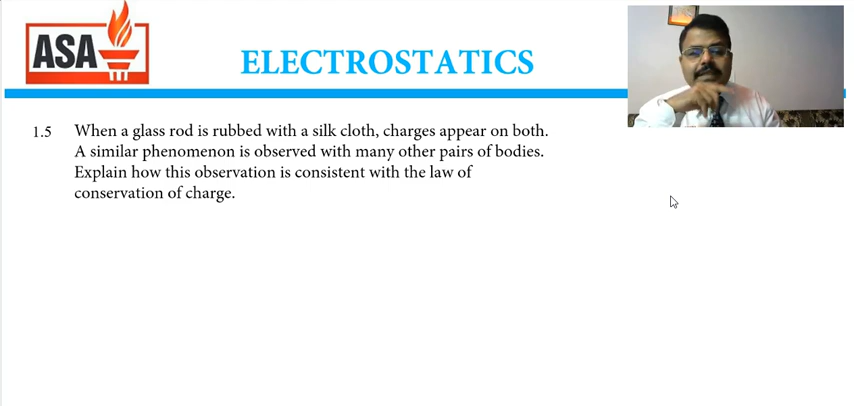 ASA
ELECTROSTATICS
1.5 When a glass rod is rubbed with a silk cloth, charges appear on both.
A similar phenomenon is observed with many other pairs of bodies.
Explain how this observation is consistent with the law of
conservation of charge.